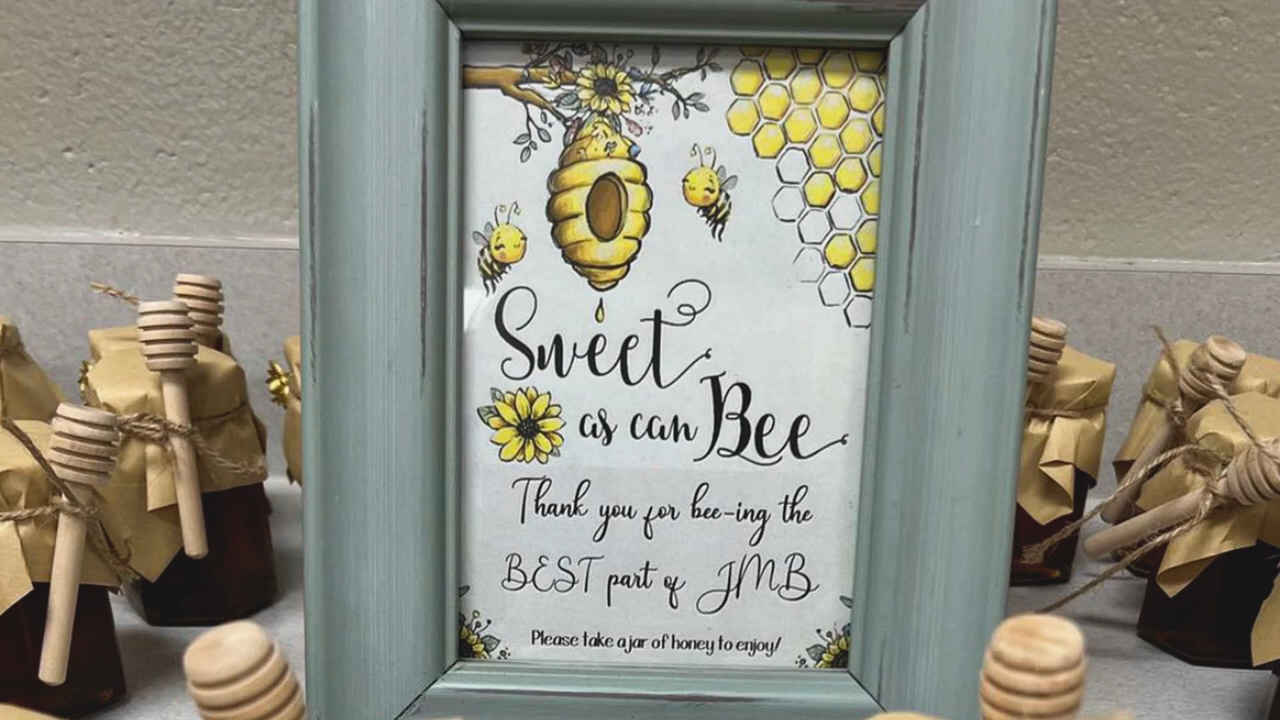 Sweet
as can Bee
Thank you for bee-ing the
BEST part of JMB
Please take a jar of honey to enjoy!